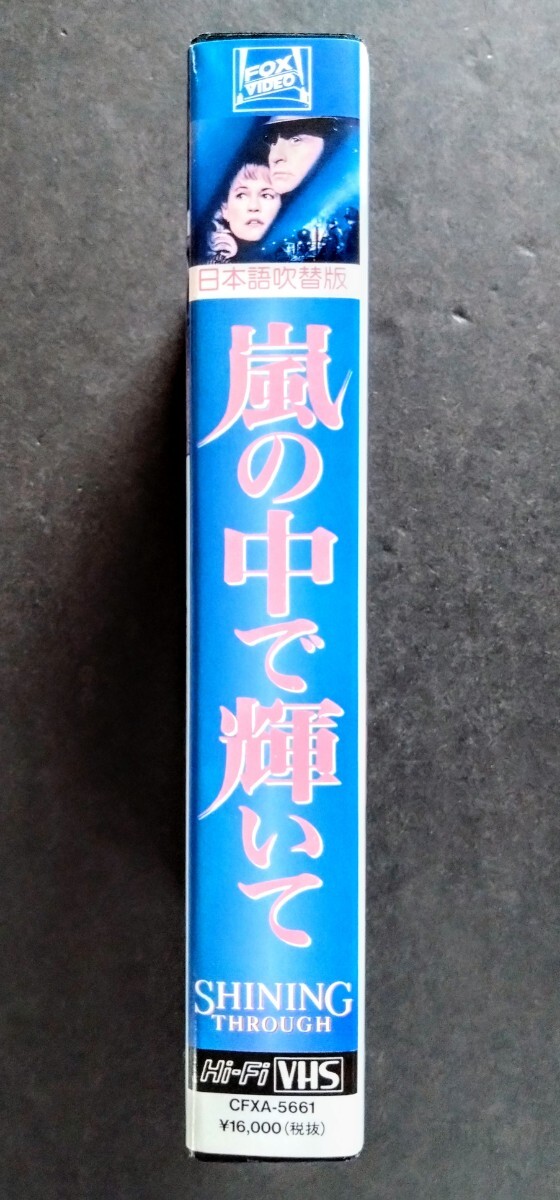 FOX
VIDEO
日本語吹替版
嵐の中で輝いて
SHINING
THROUGH
Hi-Fi VHS
CFXA-5661
¥16,000(税抜)